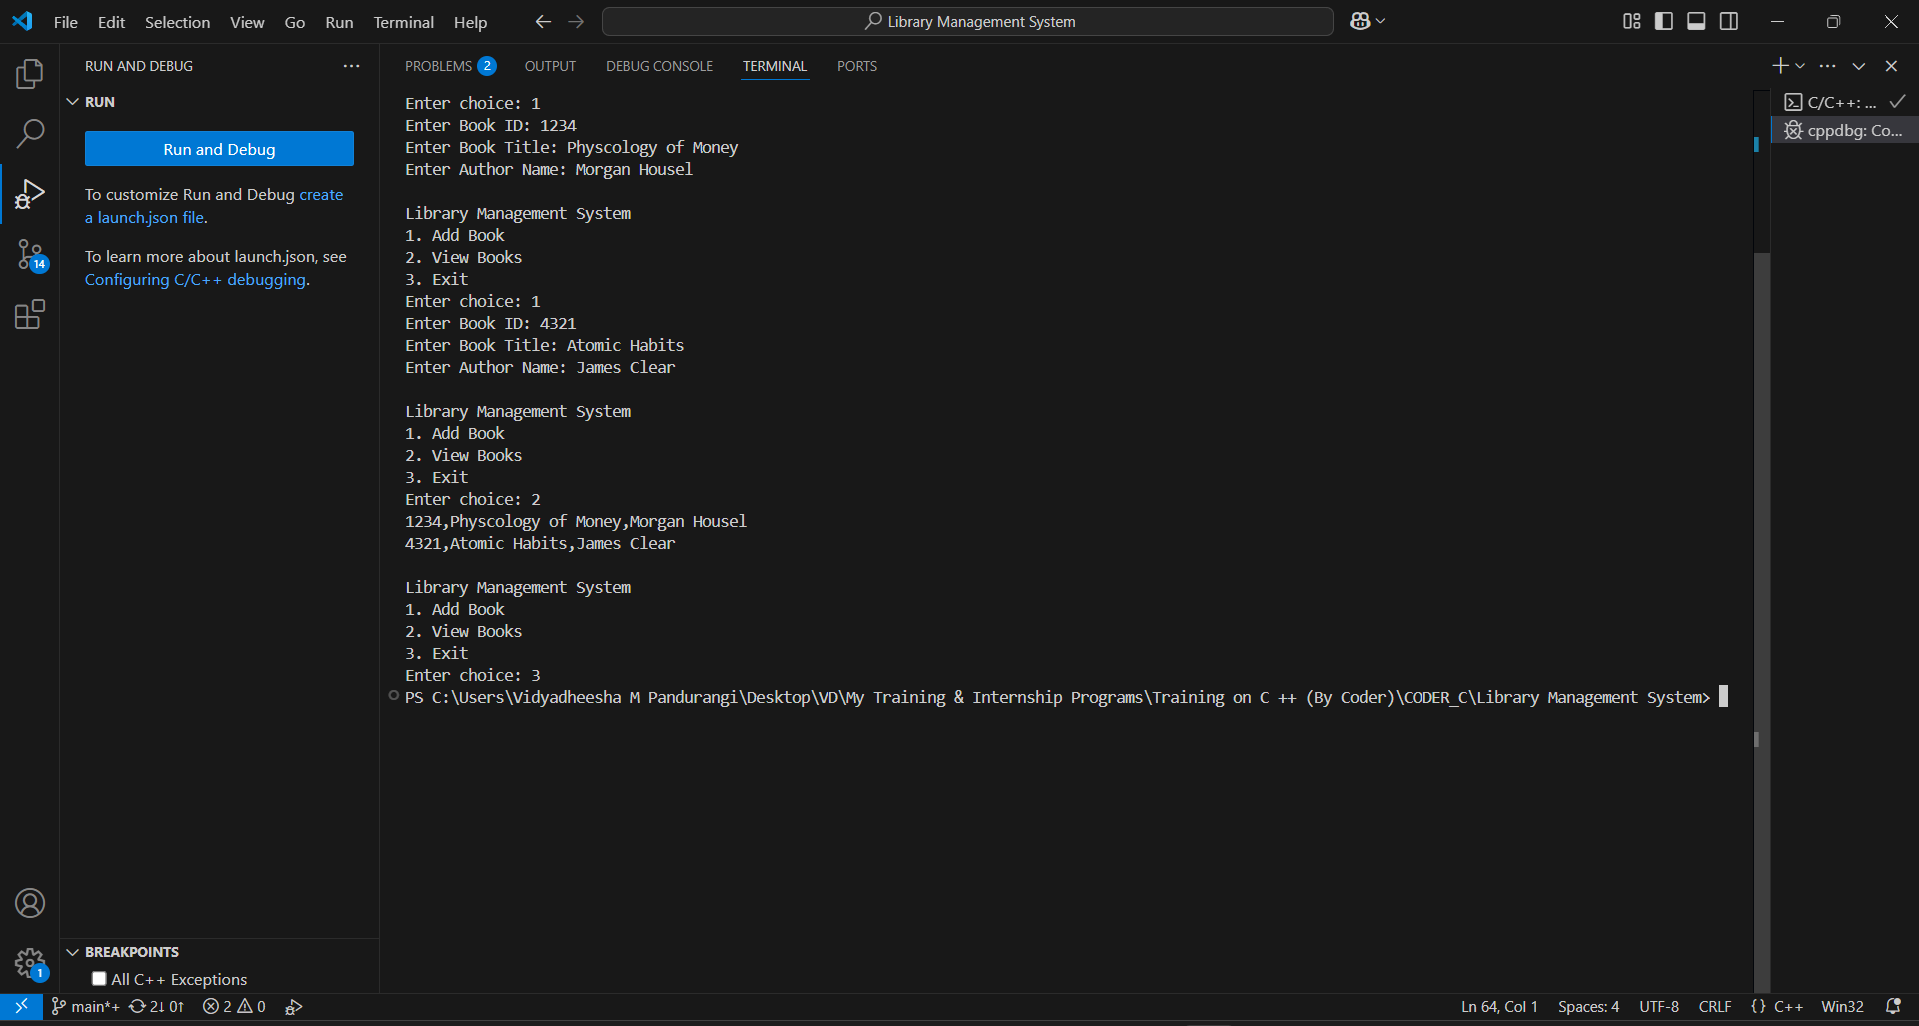 File Edit Selection View Go Run Terminal Help
Library Management System
RUN AND DEBUG
RUN
Run and Debug
To customize Run and Debug create
a launch.json file.
To learn more about launch.json, see
Configuring C/C++ debugging.
14
PROBLEMS 2 OUTPUT DEBUG CONSOLE TERMINAL PORTS
Enter choice: 1
Enter Book ID: 1234
Enter Book Title: Physcology of Money
Enter Author Name: Morgan Housel
Library Management System
1. Add Book
2. View Books
3. Exit
Enter choice: 1
Enter Book ID: 4321
Enter Book Title: Atomic Habits
Enter Author Name: James Clear
Library Management System
1. Add Book
2. View Books
3. Exit
Enter choice: 2
1234,Physcology of Money,Morgan Housel
4321,Atomic Habits,James Clear
Library Management System
1. Add Book
2. View Books
3. Exit
Enter choice: 3
PS C:\Users\Vidyadheesha M Pandurangi\Desktop\VD\My Training & Internship Programs\Training on C ++ (By Coder)\CODER_C\Library Management System>
C/C++: ...
cppdbg: Co...
BREAKPOINTS
All C++ Exceptions
1
main*+ 2↓ 0↑ 2 0
Ln 64, Col 1 Spaces: 4 UTF-8 CRLF {} C++ Win32